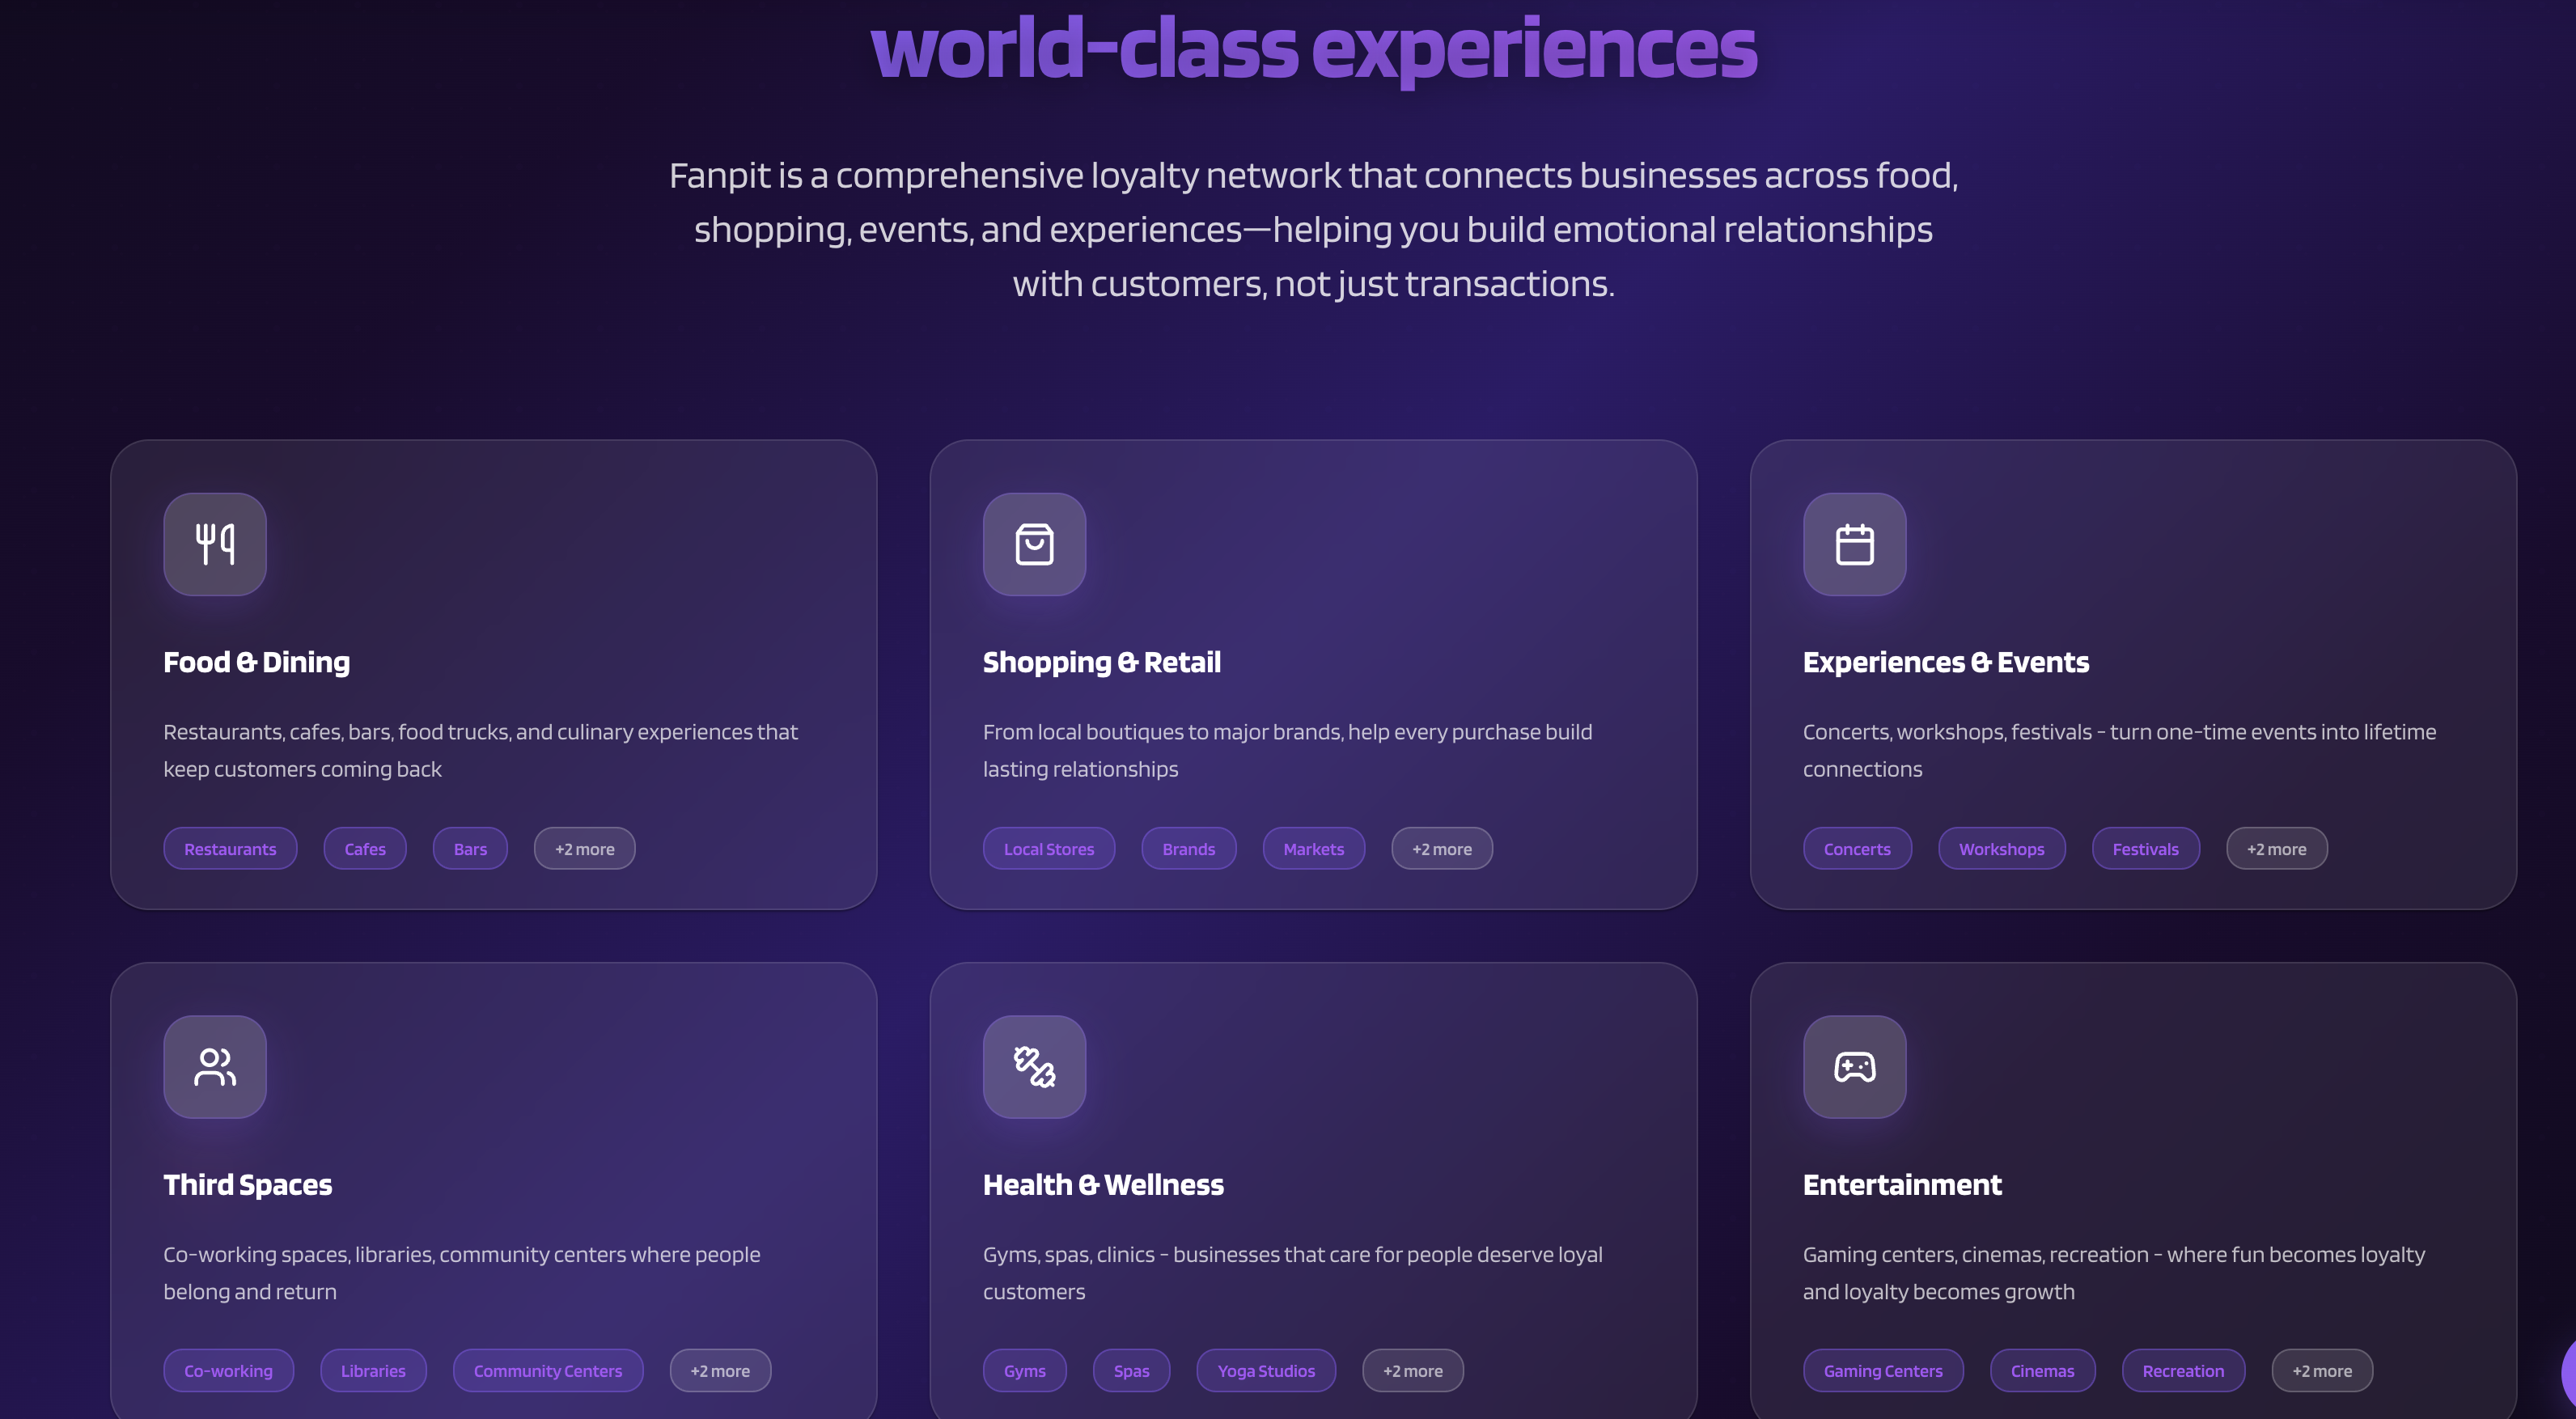 world-class experiences
Fanpit is a comprehensive loyalty network that connects businesses across food,
shopping, events, and experiences—helping you build emotional relationships
with customers, not just transactions.
Food & Dining
Restaurants, cafes, bars, food trucks, and culinary experiences that
keep customers coming back
Restaurants Cafes Bars +2 more
Shopping & Retail
From local boutiques to major brands, help every purchase build
lasting relationships
Local Stores Brands Markets +2 more
Experiences & Events
Concerts, workshops, festivals - turn one-time events into lifetime
connections
Concerts Workshops Festivals +2 more
Third Spaces
Co-working spaces, libraries, community centers where people
belong and return
Co-working Libraries Community Centers +2 more
Health & Wellness
Gyms, spas, clinics - businesses that care for people deserve loyal
customers
Gyms Spas Yoga Studios +2 more
Entertainment
Gaming centers, cinemas, recreation - where fun becomes loyalty
and loyalty becomes growth
Gaming Centers Cinemas Recreation +2 more